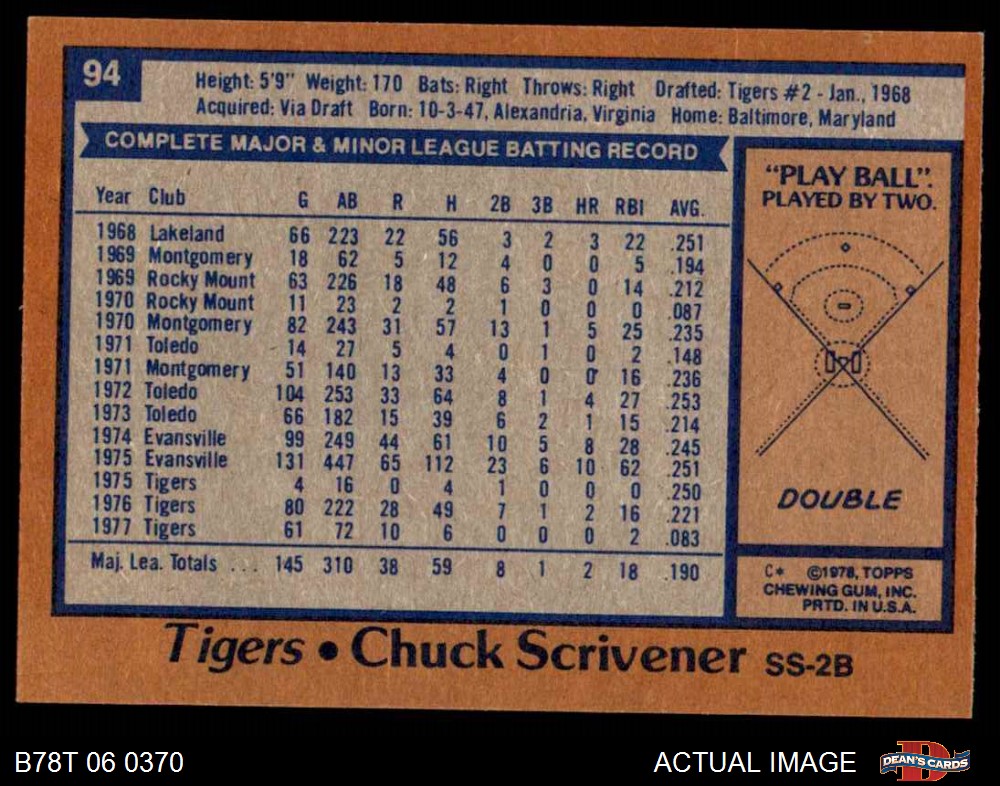 94
Height: 5'9" Weight: 170 Bats: Right Throws: Right Drafted: Tigers #2 - Jan., 1968
Acquired: Via Draft Born: 10-3-47, Alexandria, Virginia Home: Baltimore, Maryland
COMPLETE MAJOR & MINOR LEAGUE BATTING RECORD
Year Club G AB R H 2B 3B HR RBI AVG.
1968 Lakeland 66 223 22 56 3 2 3 22 .251
1969 Montgomery 18 62 5 12 4 0 0 5 .194
1969 Rocky Mount 63 226 18 48 6 3 0 14 .212
1970 Rocky Mount 11 23 2 2 1 0 0 0 .087
1970 Montgomery 82 243 31 57 13 1 5 25 .235
1971 Toledo 14 27 5 4 0 1 0 2 .148
1971 Montgomery 51 140 13 33 4 0 0 16 .236
1972 Toledo 104 253 33 64 8 1 4 27 .253
1973 Toledo 66 182 15 39 6 2 1 15 .214
1974 Evansville 99 249 44 61 10 5 8 28 .245
1975 Evansville 131 447 65 112 23 6 10 62 .251
1975 Tigers 4 16 0 4 1 0 0 0 .250
1976 Tigers 80 222 28 49 7 1 2 16 .221
1977 Tigers 61 72 10 6 0 0 0 2 .083
Maj. Lea. Totals ... 145 310 38 59 8 1 2 18 .190
"PLAY BALL".
PLAYED BY TWO.
DOUBLE
C* ©1978, TOPPS
CHEWING GUM, INC.
PRTD. IN U.S.A.
Tigers • Chuck Scrivener SS-2B
B78T 06 0370
ACTUAL IMAGE
D
DEAN'S CARDS